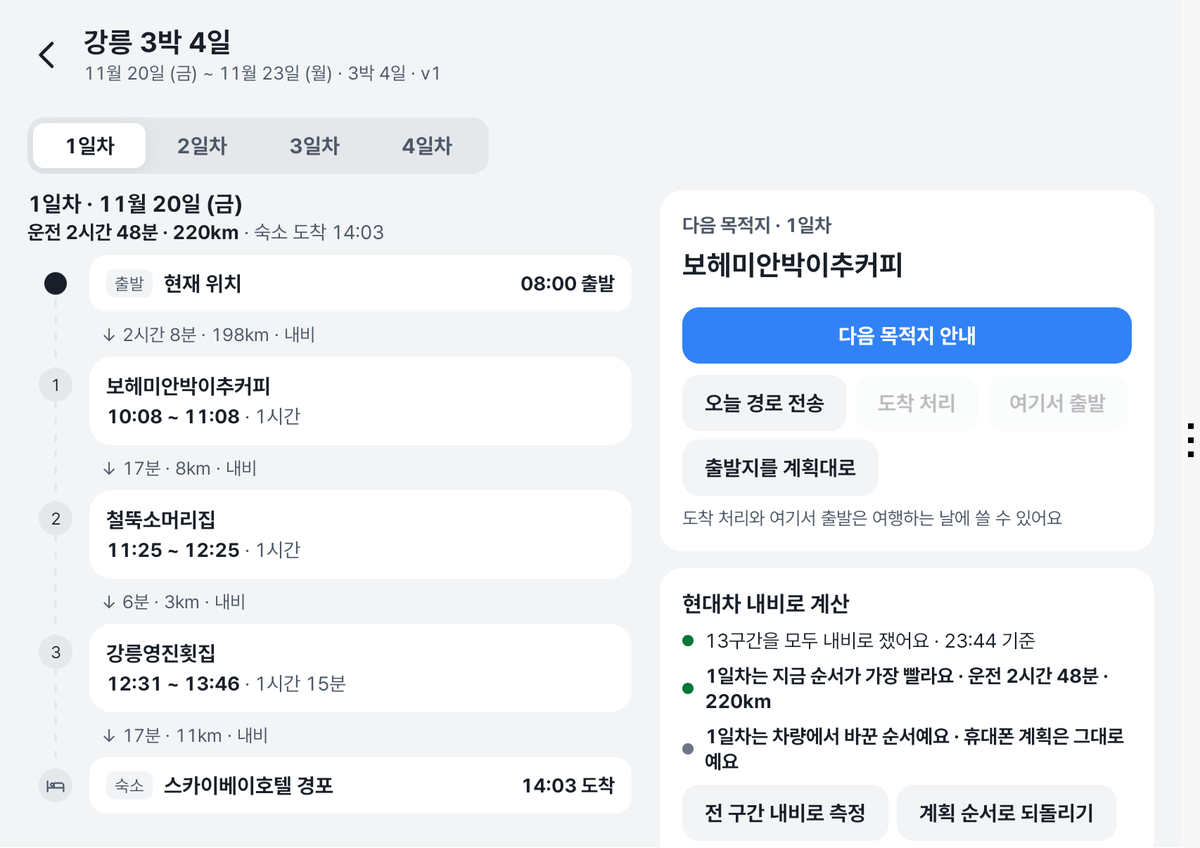 강릉 3박 4일
11월 20일 (금) ~ 11월 23일 (월) · 3박 4일 · v1
1일차
2일차
3일차
4일차
1일차 · 11월 20일 (금)
운전 2시간 48분 · 220km · 숙소 도착 14:03
출발 현재 위치 08:00 출발
↓ 2시간 8분 · 198km · 내비
1
보헤미안박이추커피
10:08 ~ 11:08 · 1시간
↓ 17분 · 8km · 내비
2
철뚝소머리집
11:25 ~ 12:25 · 1시간
↓ 6분 · 3km · 내비
3
강릉영진횟집
12:31 ~ 13:46 · 1시간 15분
↓ 17분 · 11km · 내비
숙소 스카이베이호텔 경포 14:03 도착
다음 목적지 · 1일차
보헤미안박이추커피
다음 목적지 안내
오늘 경로 전송
도착 처리
여기서 출발
출발지를 계획대로
도착 처리와 여기서 출발은 여행하는 날에 쓸 수 있어요
현대차 내비로 계산
13구간을 모두 내비로 쟀어요 · 23:44 기준
1일차는 지금 순서가 가장 빨라요 · 운전 2시간 48분 ·
220km
1일차는 차량에서 바꾼 순서예요 · 휴대폰 계획은 그대로
예요
전 구간 내비로 측정
계획 순서로 되돌리기